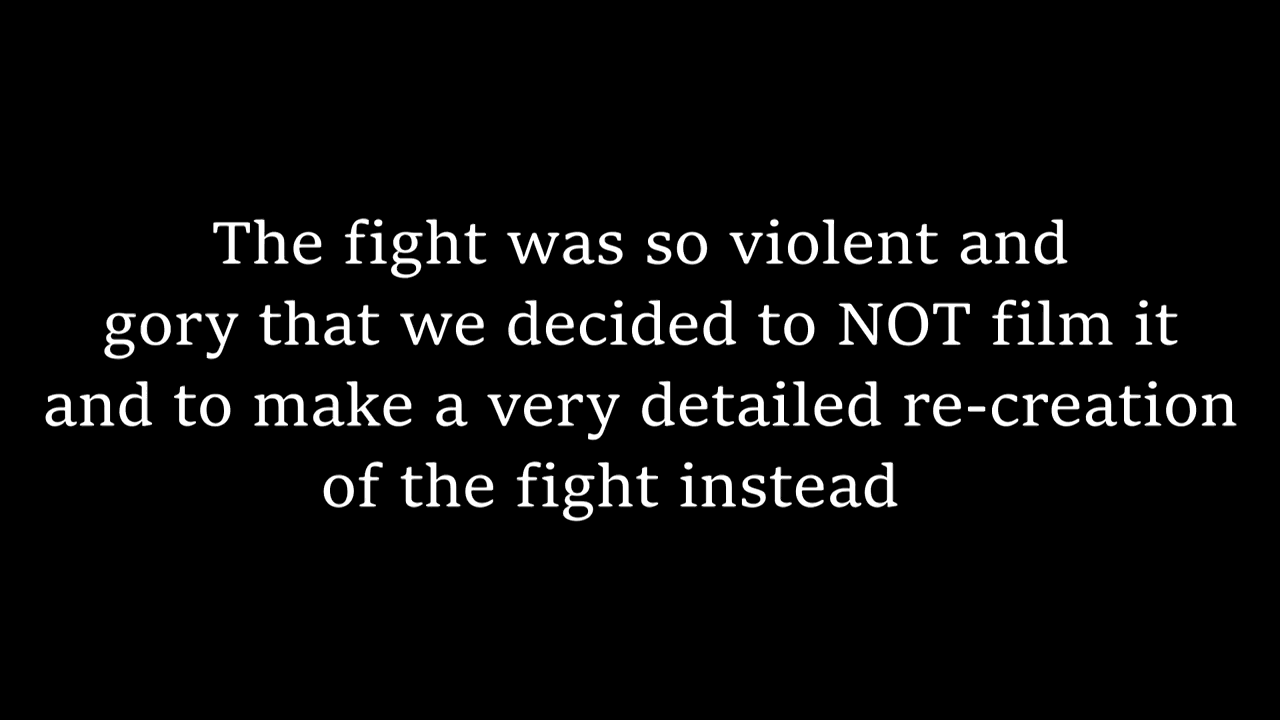 The fight was so violent and
gory that we decided to NOT film it
and to make a very detailed re-creation
of the fight instead